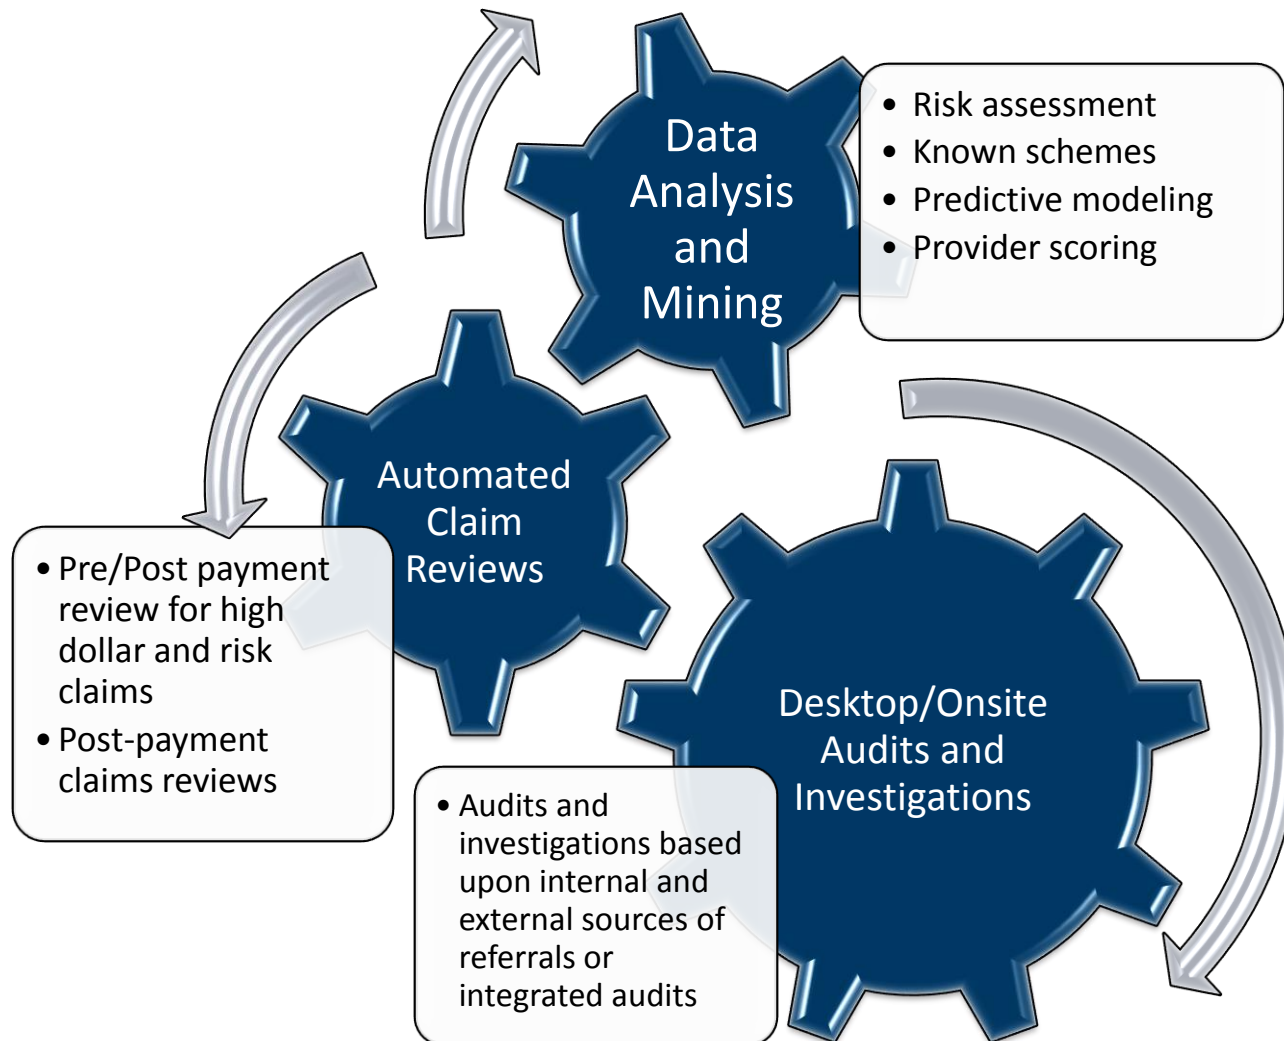 Data
Analysis
and
Mining
• Risk assessment
• Known schemes
• Predictive modeling
• Provider scoring
Automated
Claim
Reviews
• Pre/Post payment
review for high
dollar and risk
claims
• Post-payment
claims reviews
Desktop/Onsite
Audits and
Investigations
• Audits and
investigations based
upon internal and
external sources of
referrals or
integrated audits